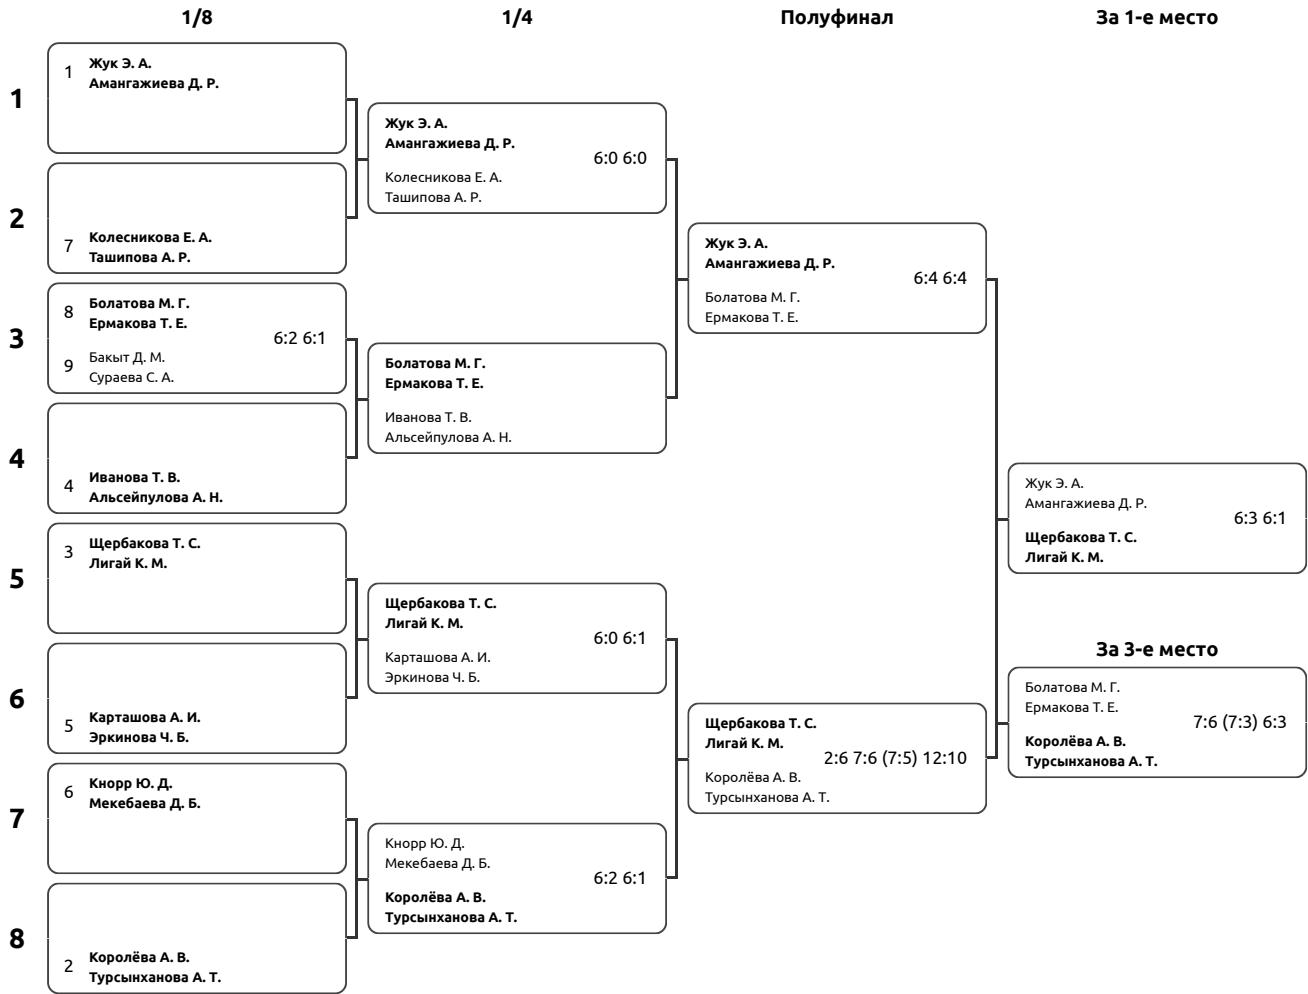 1/8
1/4
Полуфинал
За 1-е место
1
1
Жук Э. А.
Амангажиева Д. Р.
2
7
Колесникова Е. А.
Ташипова А. Р.
3
8
Болатова М. Г.
Ермакова Т. Е.
6:2 6:1
9
Бакыт Д. М.
Сураева С. А.
4
4
Иванова Т. В.
Альсейпулова А. Н.
5
3
Щербакова Т. С.
Лигай К. М.
6
5
Карташова А. И.
Эркинова Ч. Б.
7
6
Кнорр Ю. Д.
Мекебаева Д. Б.
8
2
Королёва А. В.
Турсынханова А. Т.
Жук Э. А.
Амангажиева Д. Р.
6:0 6:0
Колесникова Е. А.
Ташипова А. Р.
Болатова М. Г.
Ермакова Т. Е.
Иванова Т. В.
Альсейпулова А. Н.
Щербакова Т. С.
Лигай К. М.
6:0 6:1
Карташова А. И.
Эркинова Ч. Б.
Кнорр Ю. Д.
Мекебаева Д. Б.
6:2 6:1
Королёва А. В.
Турсынханова А. Т.
Жук Э. А.
Амангажиева Д. Р.
6:4 6:4
Болатова М. Г.
Ермакова Т. Е.
Щербакова Т. С.
Лигай К. М.
2:6 7:6 (7:5) 12:10
Королёва А. В.
Турсынханова А. Т.
Жук Э. А.
Амангажиева Д. Р.
6:3 6:1
Щербакова Т. С.
Лигай К. М.
За 3-е место
Болатова М. Г.
Ермакова Т. Е.
7:6 (7:3) 6:3
Королёва А. В.
Турсынханова А. Т.